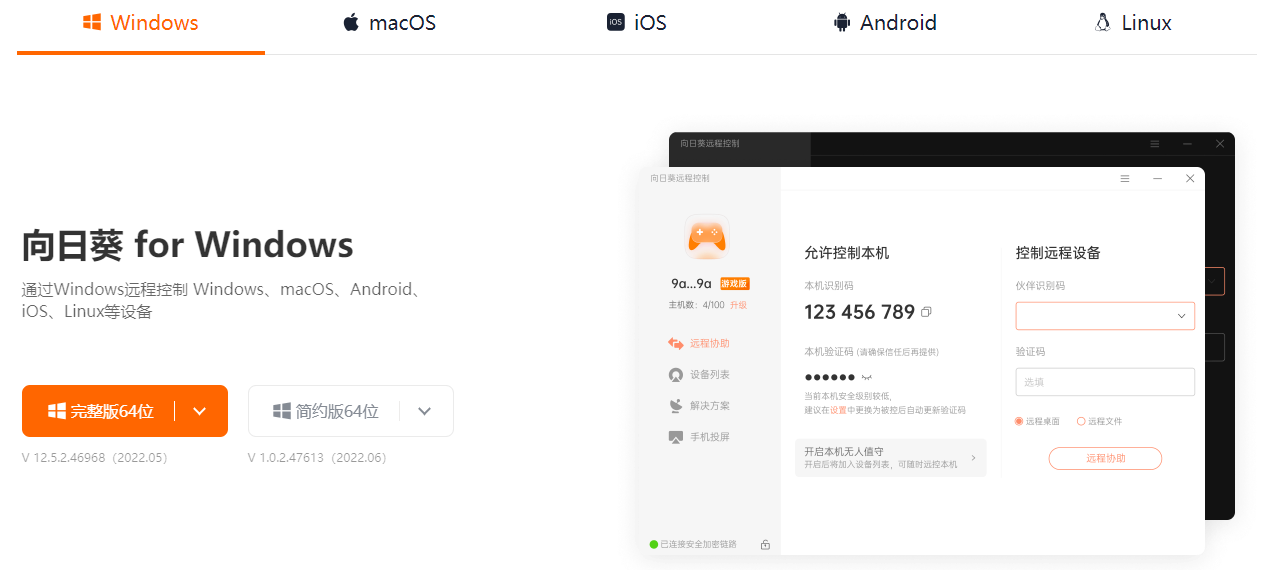 Windows
macOS
iOS
iOS
Android
Linux
向日葵 for Windows
通过Windows远程控制 Windows、macOS、Android、
iOS、Linux等设备
完整版64位
简约版64位
V 12.5.2.46968（2022.05）
V 1.0.2.47613（2022.06）
向日葵远程控制
向日葵远程控制
9a...9a 游戏版
主机数：4/100 升级
远程协助
设备列表
解决方案
手机投屏
已连接安全加密链路
允许控制本机
本机识别码
123 456 789
本机验证码 (请确保信任后再提供)
当前本机安全级别较低，
建议在设置中更换为被控后自动更新验证码
开启本机无人值守
开启后将加入设备列表，可随时远控本机
控制远程设备
伙伴识别码
验证码
选填
远程桌面
远程文件
远程协助